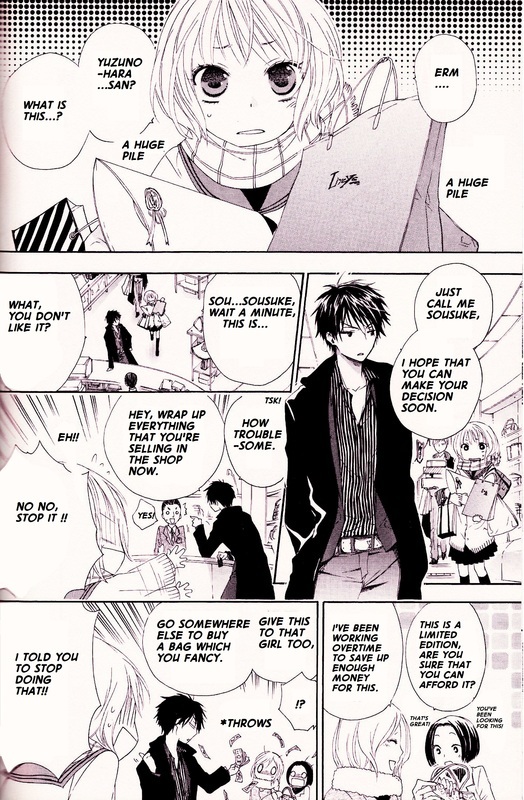 ERM
....
YUZUNO
-HARA
...SAN?
WHAT IS
THIS...?
A HUGE
PILE
A HUGE
PILE
JUST
CALL ME
SOUSUKE,
I HOPE THAT
YOU CAN
MAKE YOUR
DECISION
SOON.
SOU...SOUSUKE,
WAIT A MINUTE,
THIS IS...
WHAT,
YOU DON'T
LIKE IT?
TSK!
HOW
TROUBLE
-SOME.
HEY, WRAP UP
EVERYTHING
THAT YOU'RE
SELLING IN
THE SHOP
NOW.
YES!
EH!!
NO NO,
STOP IT !!
THIS IS A
LIMITED
EDITION,
ARE YOU
SURE THAT
YOU CAN
AFFORD IT?
YOU'VE
BEEN
LOOKING
FOR THIS!
THAT'S
GREAT!
I'VE BEEN
WORKING
OVERTIME
TO SAVE UP
ENOUGH
MONEY
FOR THIS.
GIVE THIS
TO THAT
GIRL TOO,
GO SOMEWHERE
ELSE TO BUY
A BAG WHICH
YOU FANCY.
!?
*THROWS
I TOLD YOU
TO STOP
DOING
THAT!!